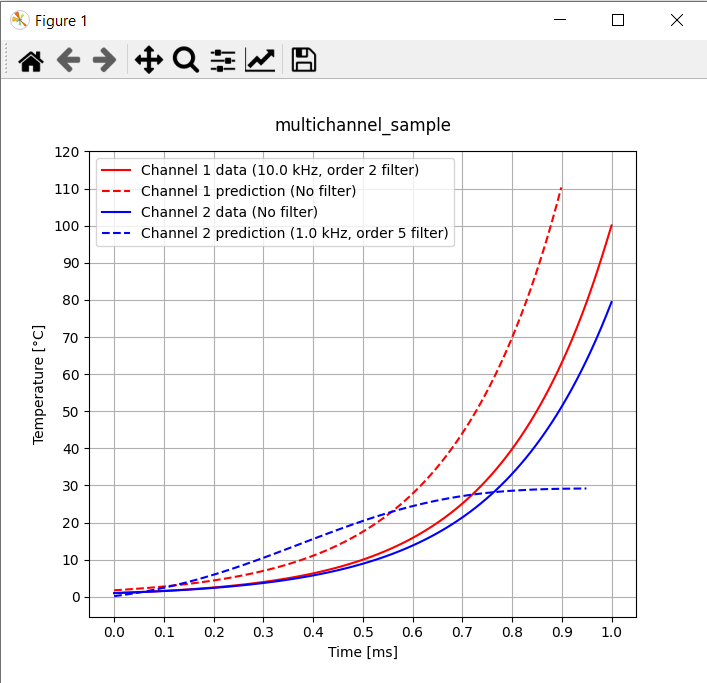 Figure 1
multichannel_sample
120
110
100
90
80
70
60
50
40
30
20
10
0
Temperature [°C]
Channel 1 data (10.0 kHz, order 2 filter)
Channel 1 prediction (No filter)
Channel 2 data (No filter)
Channel 2 prediction (1.0 kHz, order 5 filter)
0.0 0.1 0.2 0.3 0.4 0.5 0.6 0.7 0.8 0.9 1.0
Time [ms]